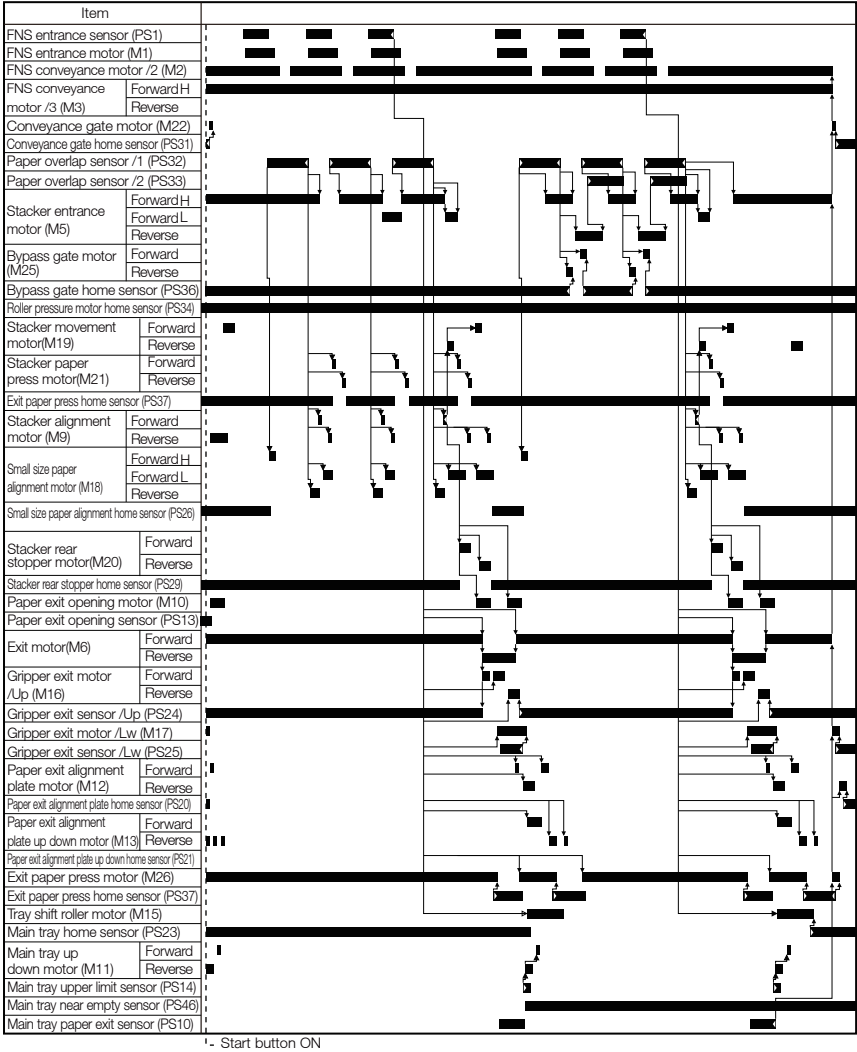 Item
FNS entrance sensor (PS1)
FNS entrance motor (M1)
FNS conveyance motor /2 (M2)
FNS conveyance
motor /3 (M3)
Forward H
Reverse
Conveyance gate motor (M22)
Conveyance gate home sensor (PS31)
Paper overlap sensor /1 (PS32)
Paper overlap sensor /2 (PS33)
Stacker entrance
motor (M5)
Forward H
Forward L
Reverse
Bypass gate motor
(M25)
Forward
Reverse
Bypass gate home sensor (PS36)
Roller pressure motor home sensor (PS34)
Stacker movement
motor(M19)
Forward
Reverse
Stacker paper
press motor(M21)
Forward
Reverse
Exit paper press home sensor (PS37)
Stacker alignment
motor (M9)
Forward
Reverse
Small size paper
alignment motor (M18)
Forward H
Forward L
Reverse
Small size paper alignment home sensor (PS26)
Stacker rear
stopper motor(M20)
Forward
Reverse
Stacker rear stopper home sensor (PS29)
Paper exit opening motor (M10)
Paper exit opening sensor (PS13)
Exit motor(M6)
Forward
Reverse
Gripper exit motor
/Up (M16)
Forward
Reverse
Gripper exit sensor /Up (PS24)
Gripper exit motor /Lw (M17)
Gripper exit sensor /Lw (PS25)
Paper exit alignment
plate motor (M12)
Forward
Reverse
Paper exit alignment plate home sensor (PS20)
Paper exit alignment
plate up down motor (M13)
Forward
Reverse
Paper exit alignment plate up down home sensor (PS21)
Exit paper press motor (M26)
Exit paper press home sensor (PS37)
Tray shift roller motor (M15)
Main tray home sensor (PS23)
Main tray up
down motor (M11)
Forward
Reverse
Main tray upper limit sensor (PS14)
Main tray near empty sensor (PS46)
Main tray paper exit sensor (PS10)
Start button ON